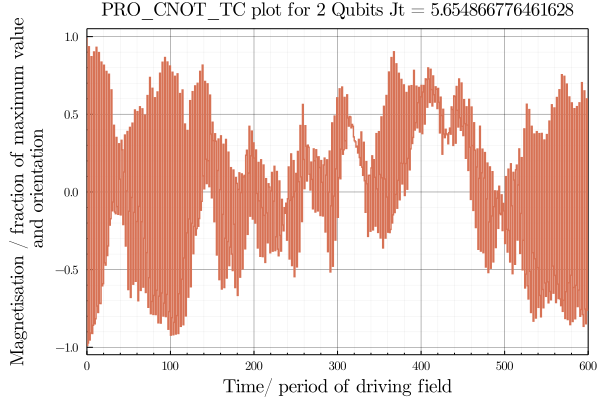 PRO_CNOT_TC plot for 2 Qubits Jt = 5.654866776461628
Magnetisation / fraction of maximum value
and orientation
1.0
0.5
0.0
−0.5
−1.0
0 100 200 300 400 500 600
Time/ period of driving field